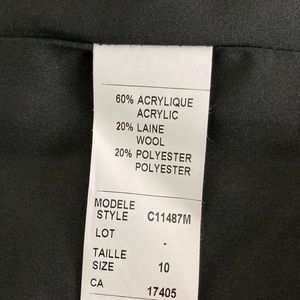 60% ACRYLIQUE
ACRYLIC
20% LAINE
WOOL
20% POLYESTER
POLYESTER
MODELE
STYLE C11487M
LOT -
TAILLE
SIZE 10
CA 17405